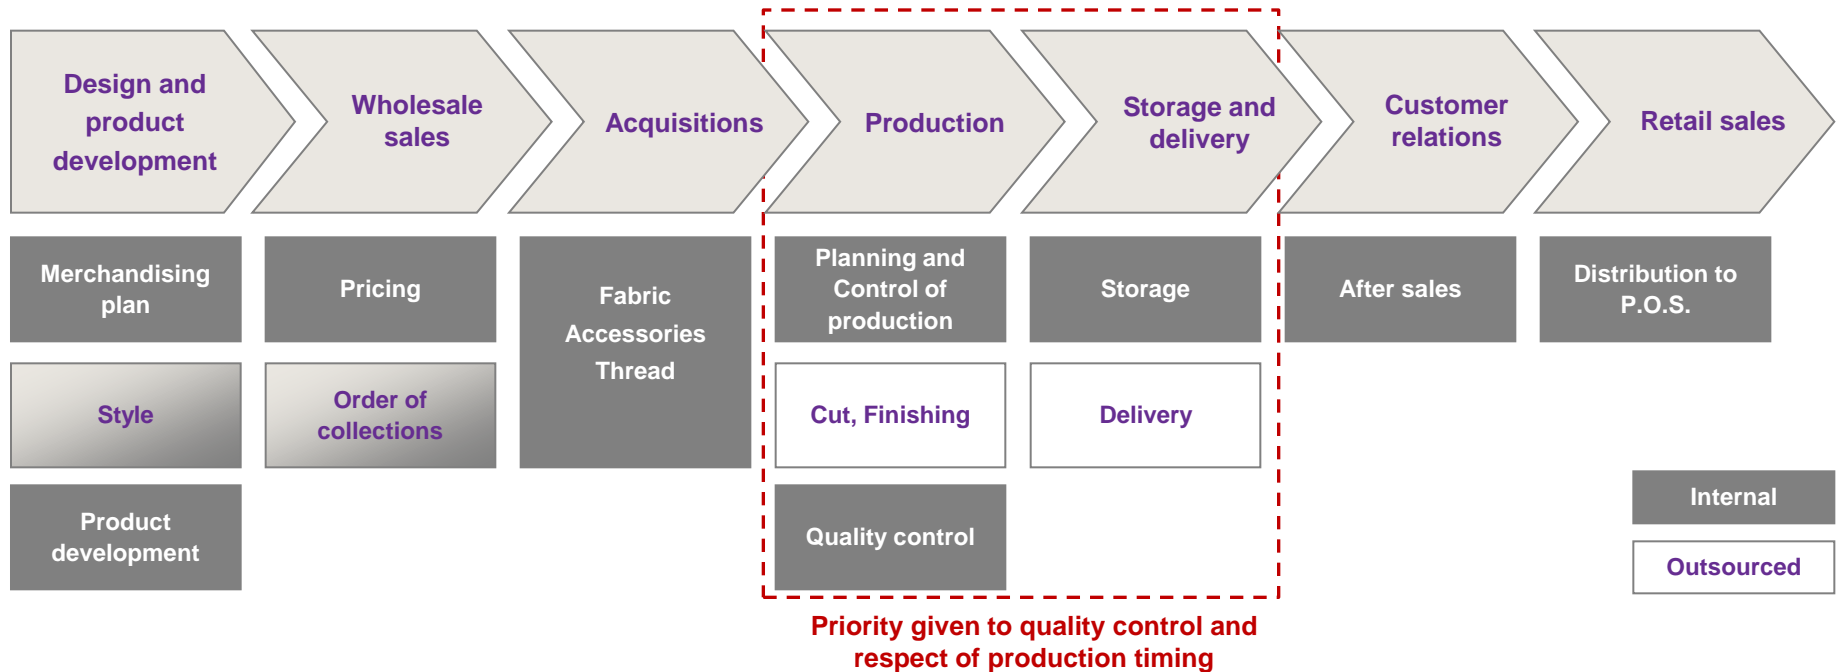 Design and
product
development
Wholesale
sales
Acquisitions
Production
Storage and
delivery
Customer
relations
Retail sales
Merchandising
plan
Pricing
Fabric
Accessories
Thread
Planning and
Control of
production
Storage
After sales
Distribution to
P.O.S.
Style
Order of
collections
Cut, Finishing
Delivery
Product
development
Quality control
Internal
Outsourced
Priority given to quality control and
respect of production timing